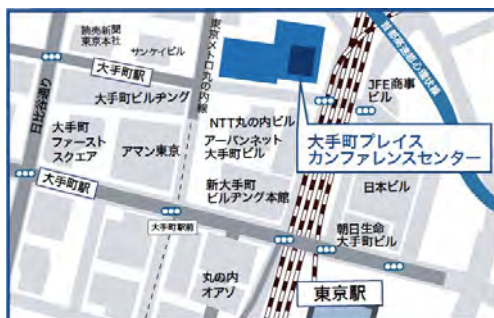 読売新聞
東京本社
サンケイビル
東京メトロ丸の内線
首都高速都心環状線
大手町駅
大手町ビルヂング
JFE商事
ビル
日比谷通り
NTT丸の内ビル
大手町プレイス
カンファレンスセンター
大手町
ファースト
スクエア
アマン東京
アーバンネット
大手町ビル
大手町駅
新大手町
ビルヂング本館
日本ビル
大手町駅前
朝日生命
大手町ビル
丸の内
オアゾ
東京駅